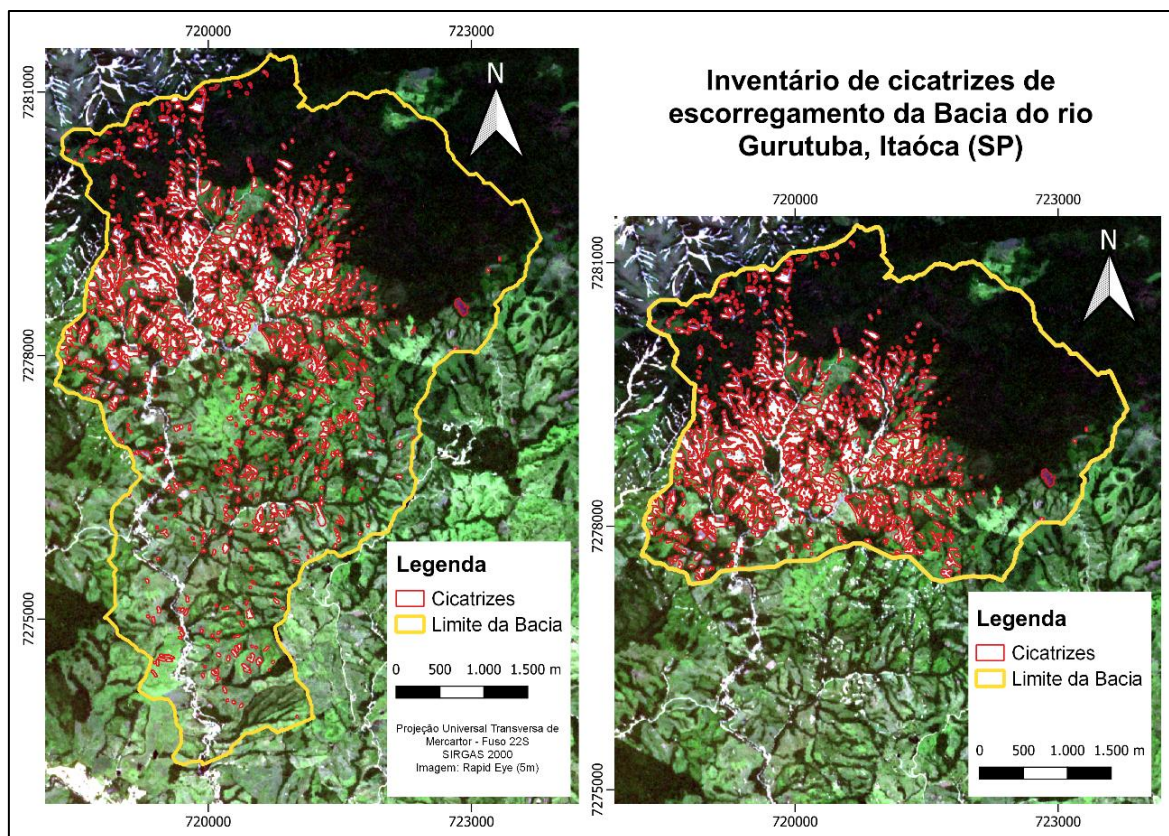 Inventário de cicatrizes de
escorregamento da Bacia do rio
Gurutuba, Itaóca (SP)
720000
723000
7281000
7278000
7275000
N
Legenda
Cicatrizes
Limite da Bacia
0 500 1.000 1.500 m
Projeção Universal Transversa de
Mercartor - Fuso 22S
SIRGAS 2000
Imagem: Rapid Eye (5m)
720000
723000
720000
723000
7281000
7278000
7275000
N
Legenda
Cicatrizes
Limite da Bacia
0 500 1.000 1.500 m
720000
723000